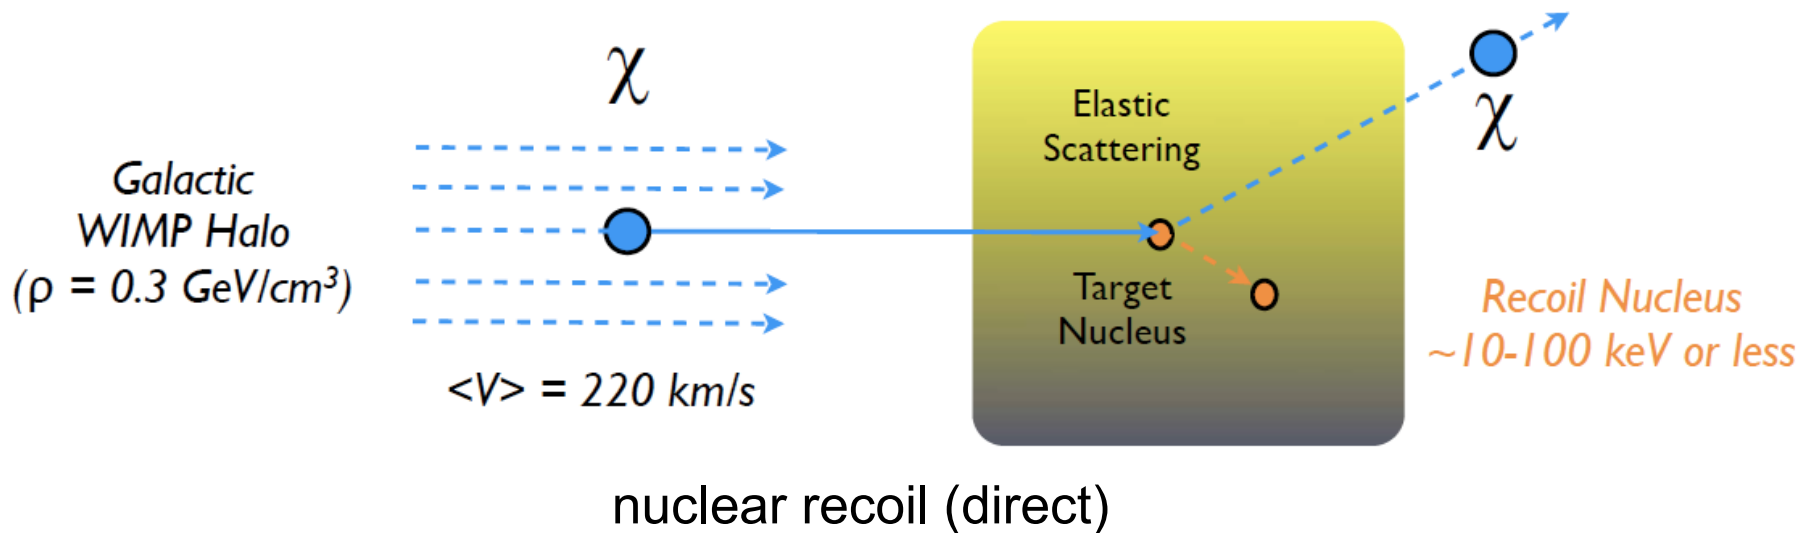 χ
Galactic
WIMP Halo
(ρ = 0.3 GeV/cm³)
<V> = 220 km/s
Elastic
Scattering
Target
Nucleus
χ
Recoil Nucleus
~10-100 keV or less
nuclear recoil (direct)